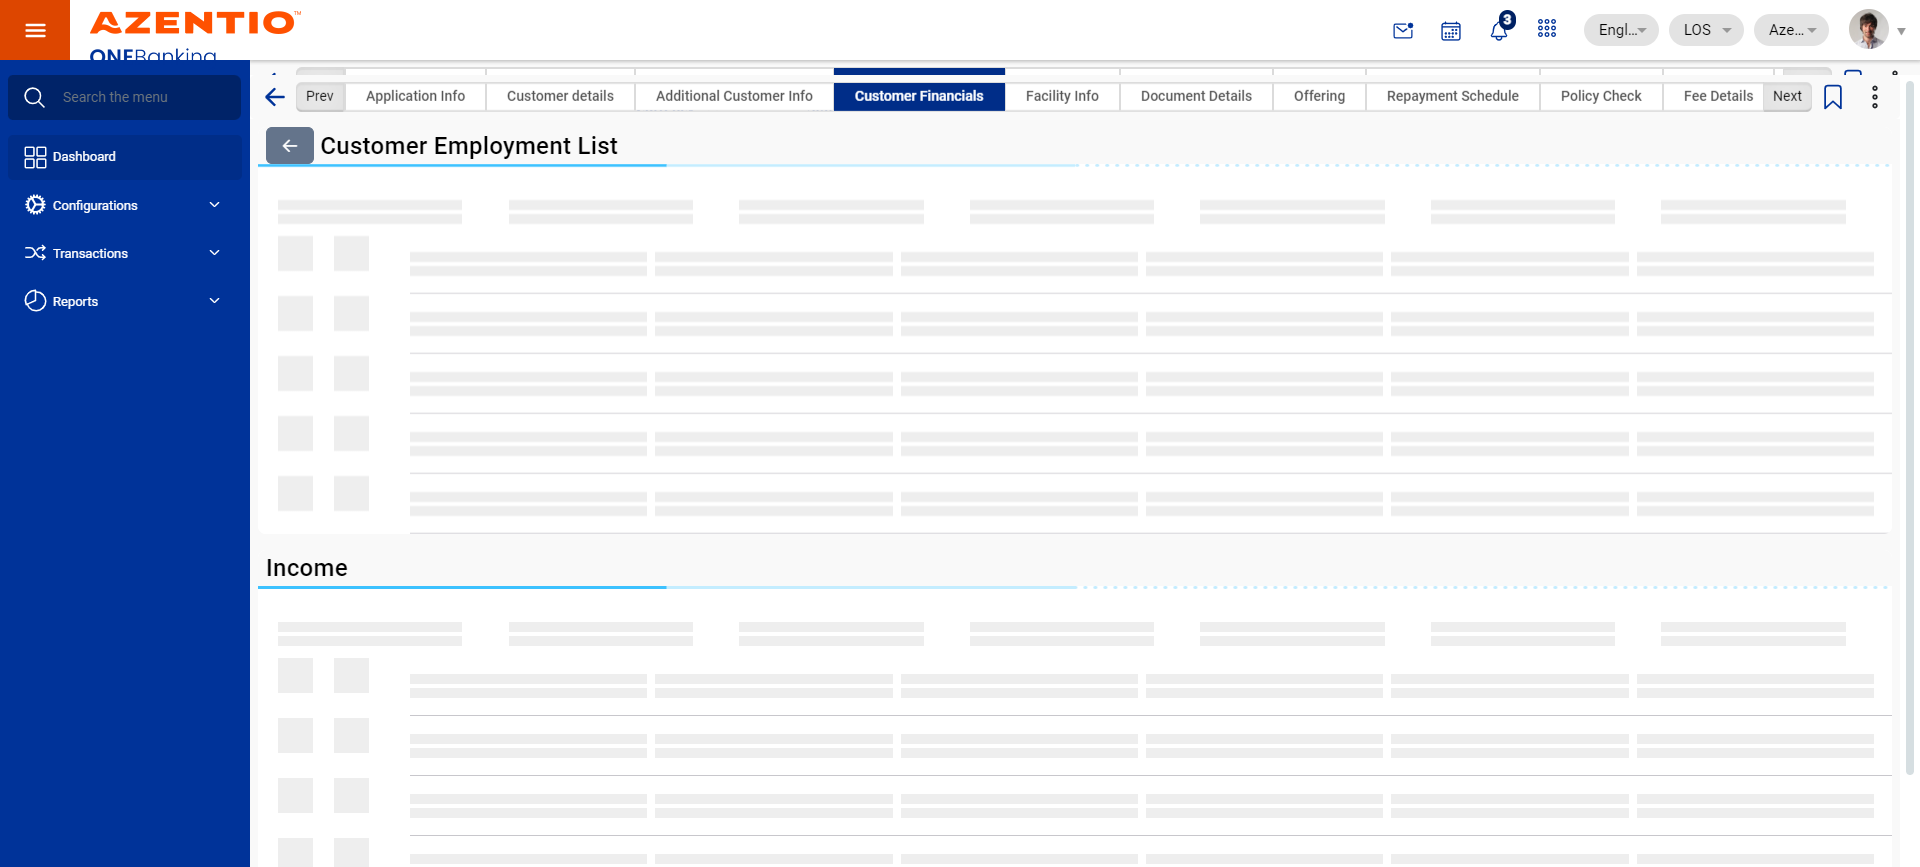 AZENTIO™
ONEBanking
3
Engl...
LOS
Aze...
Search the menu
Dashboard
Configurations
Transactions
Reports
Prev
Application Info
Customer details
Additional Customer Info
Customer Financials
Facility Info
Document Details
Offering
Repayment Schedule
Policy Check
Fee Details
Next
Customer Employment List
Income